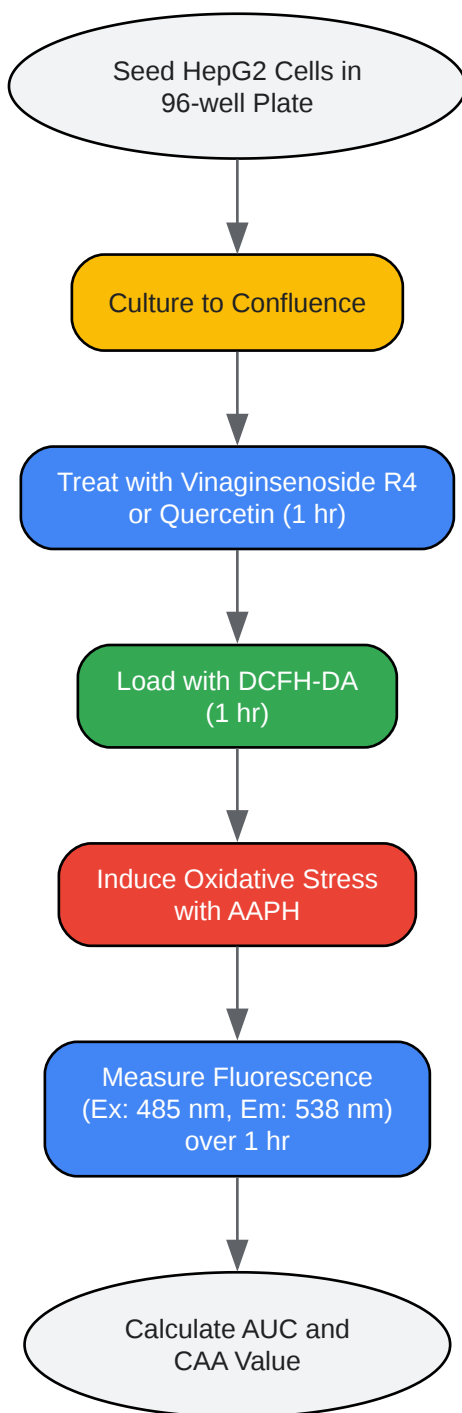 Seed HepG2 Cells in
96-well Plate
Culture to Confluence
Treat with Vinaginsenoside R4
or Quercetin (1 hr)
Load with DCFH-DA
(1 hr)
Induce Oxidative Stress
with AAPH
Measure Fluorescence
(Ex: 485 nm, Em: 538 nm)
over 1 hr
Calculate AUC and
CAA Value